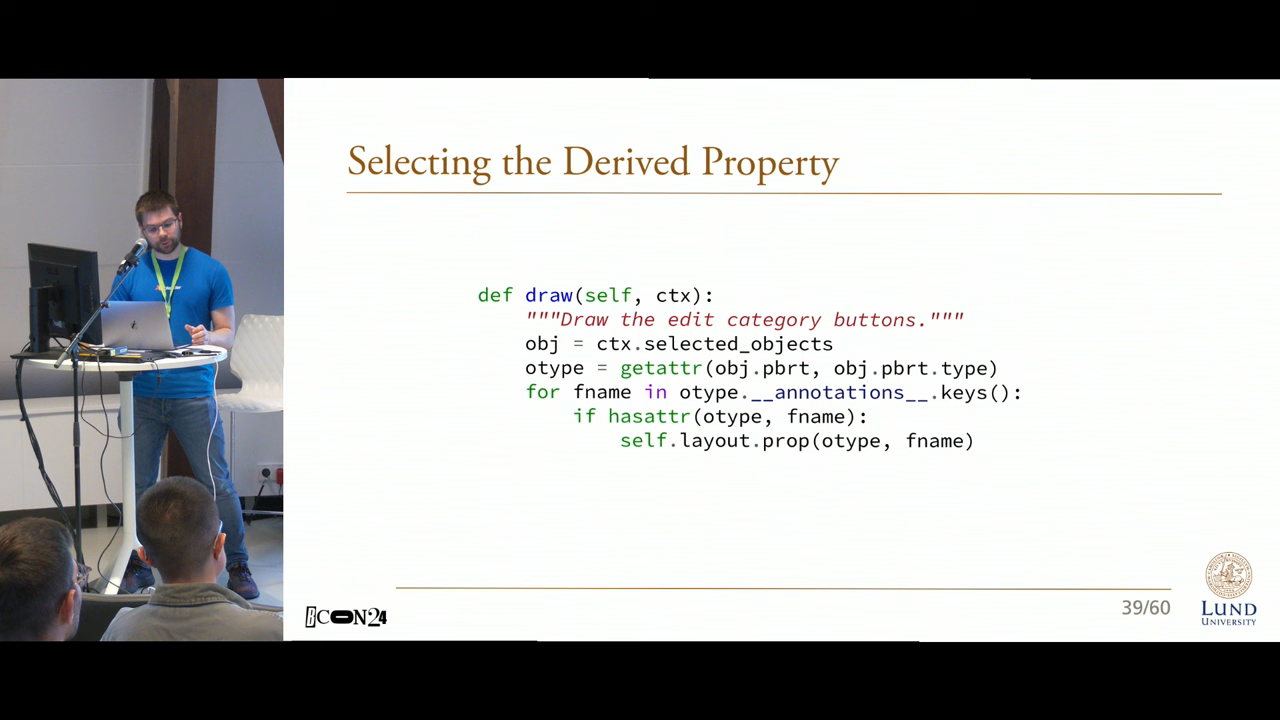 Selecting the Derived Property
def draw(self, ctx):
    """Draw the edit category buttons."""
    obj = ctx.selected_objects
    otype = getattr(obj.pbrt, obj.pbrt.type)
    for fname in otype.__annotations__.keys():
        if hasattr(otype, fname):
            self.layout.prop(otype, fname)
39/60
BCON24
LUND
UNIVERSITY